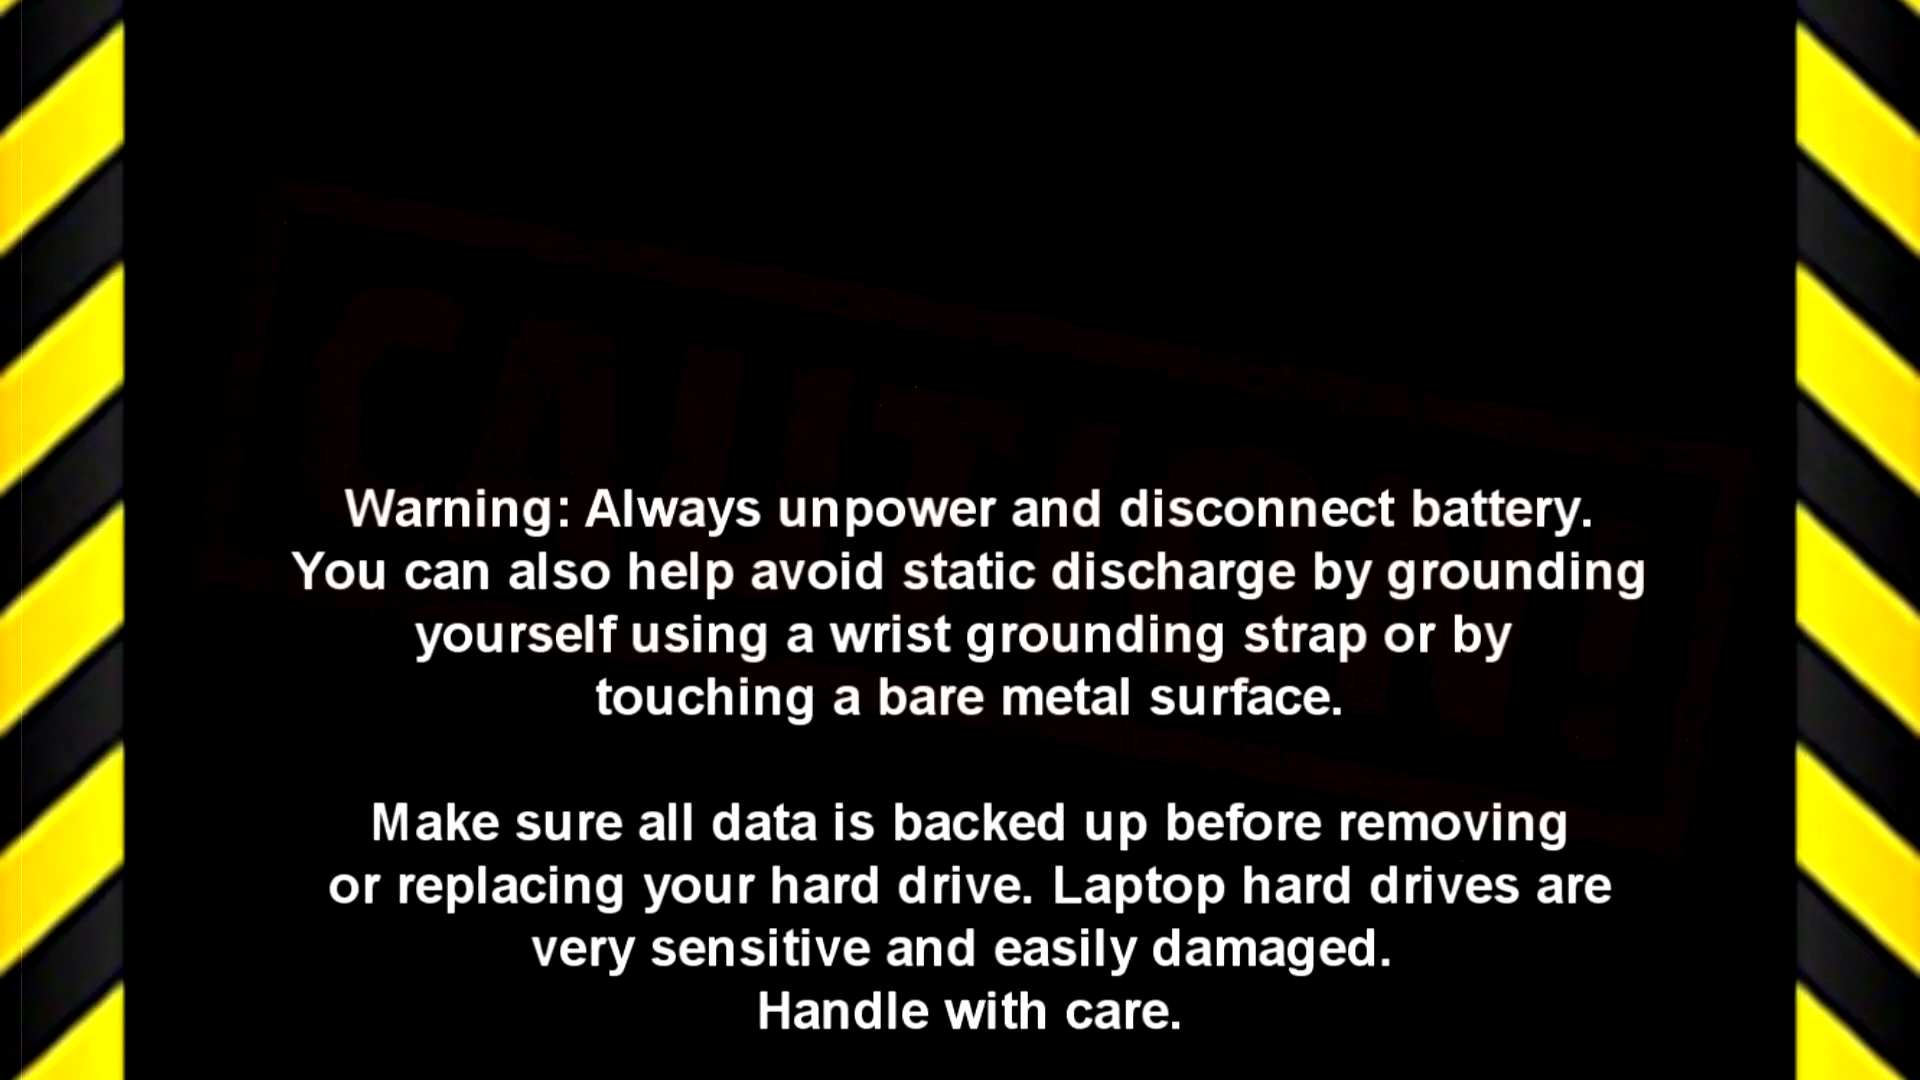 CAUTION!
Warning: Always unpower and disconnect battery.
You can also help avoid static discharge by grounding
yourself using a wrist grounding strap or by
touching a bare metal surface.
Make sure all data is backed up before removing
or replacing your hard drive. Laptop hard drives are
very sensitive and easily damaged.
Handle with care.